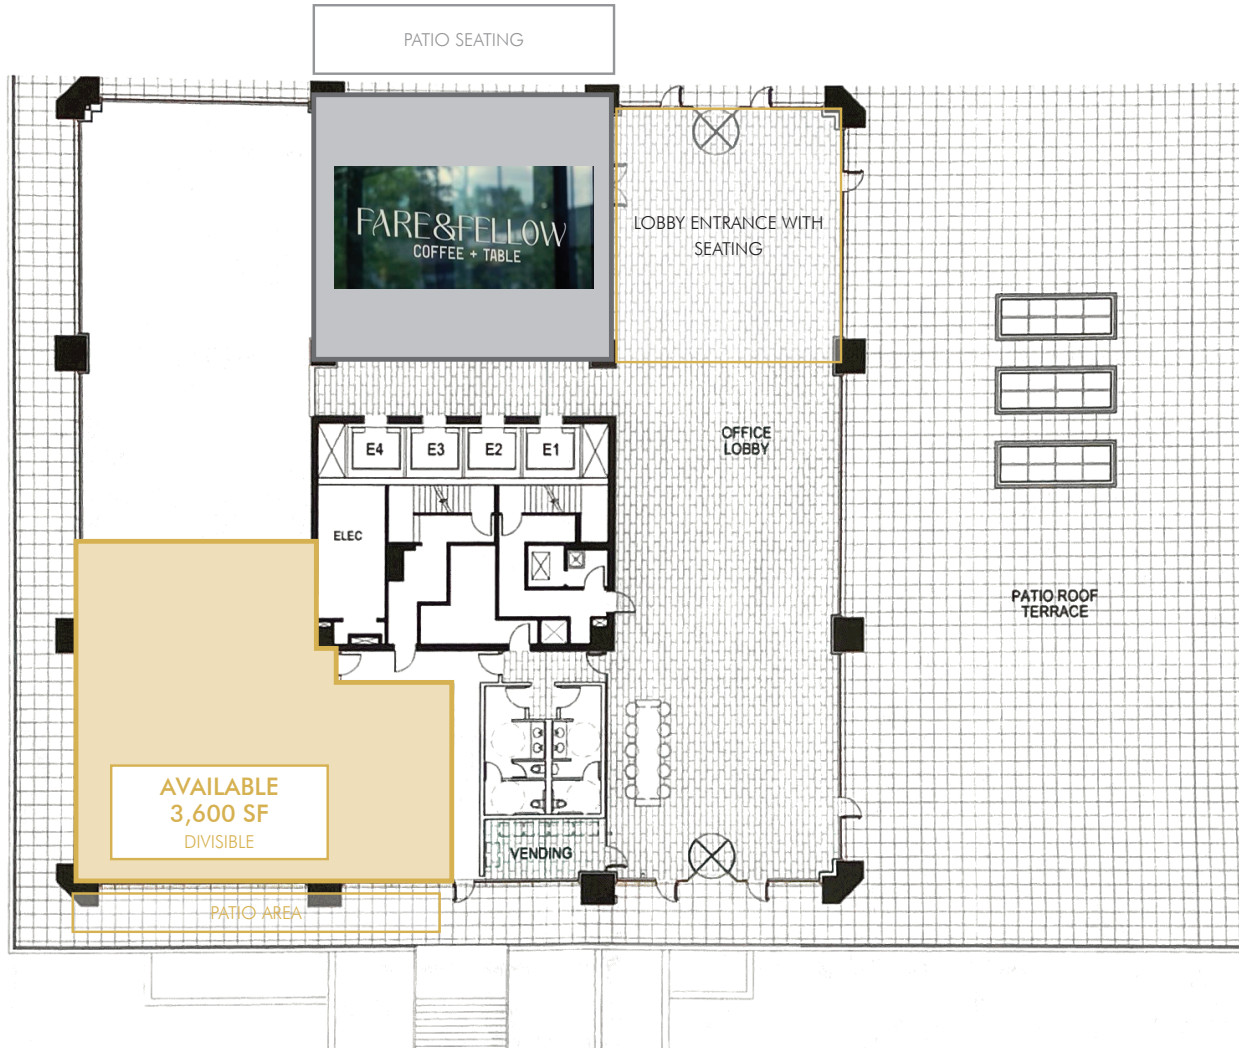 PATIO SEATING
FARE&FELLOW
COFFEE + TABLE
LOBBY ENTRANCE WITH
SEATING
OFFICE
LOBBY
E4
E3
E2
E1
ELEC
PATIO ROOF
TERRACE
AVAILABLE
3,600 SF
DIVISIBLE
VENDING
PATIO AREA